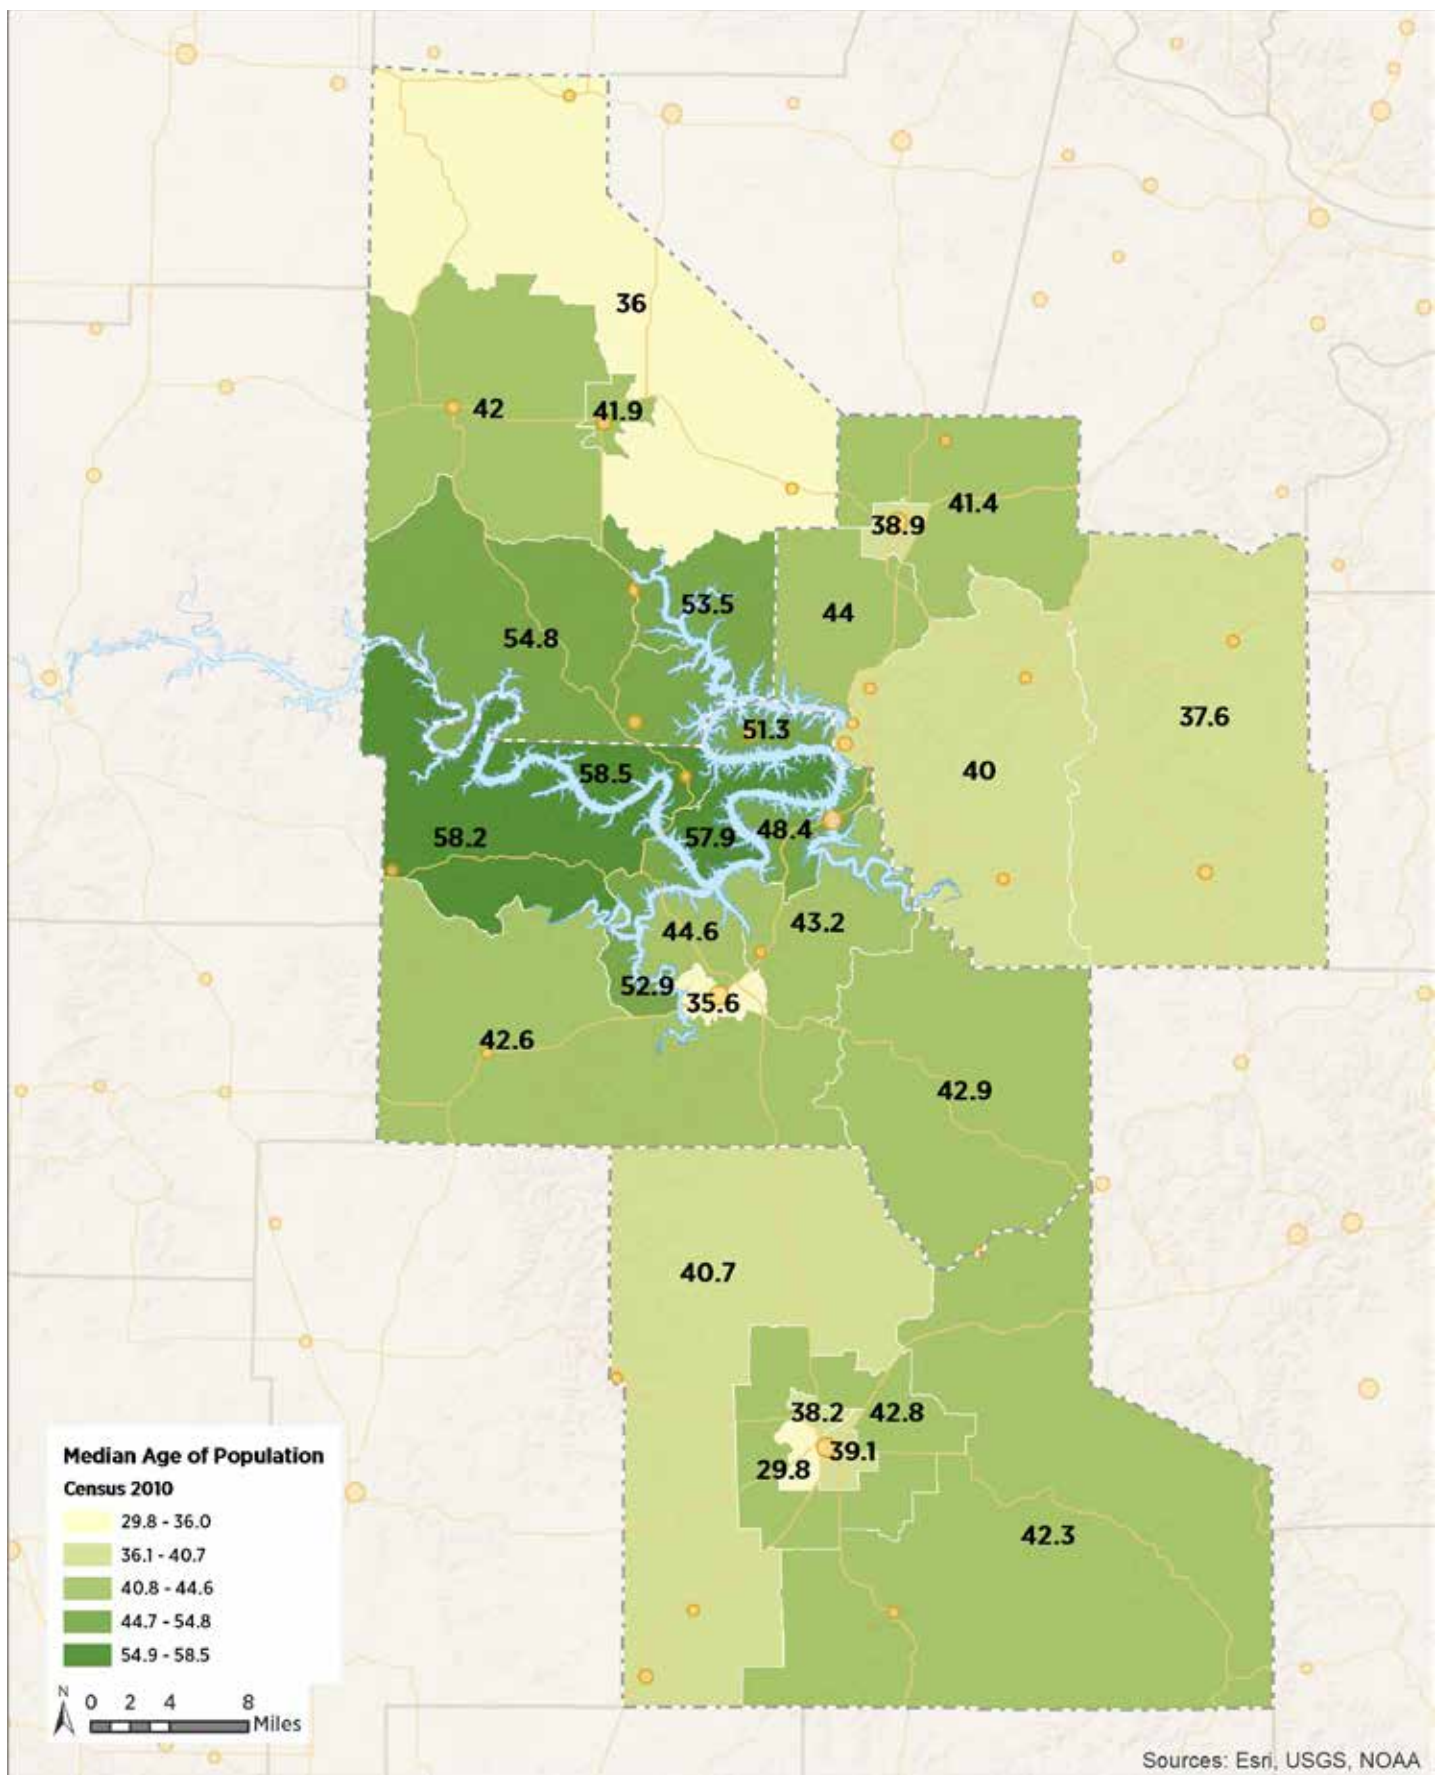 36
42
41.9
41.4
38.9
53.5
44
54.8
37.6
51.3
40
58.5
58.2
57.9
48.4
44.6
43.2
52.9
35.6
42.6
42.9
40.7
38.2
42.8
39.1
29.8
42.3
Median Age of Population
Census 2010
29.8 - 36.0
36.1 - 40.7
40.8 - 44.6
44.7 - 54.8
54.9 - 58.5
N
0 2 4 8
Miles
Sources: Esri, USGS, NOAA